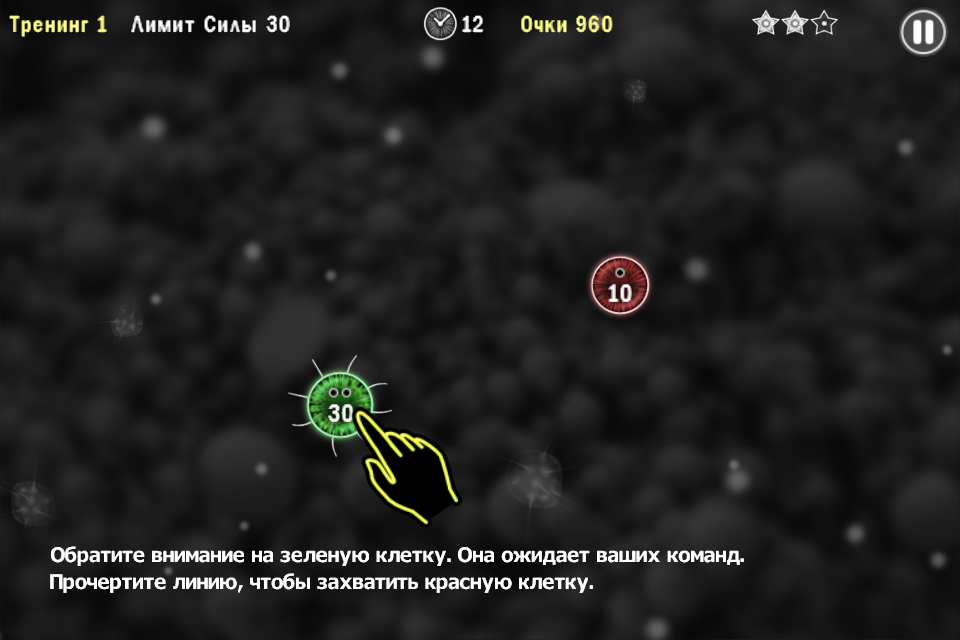 Тренинг 1 Лимит Силы 30 12 Очки 960
10
30
Обратите внимание на зеленую клетку. Она ожидает ваших команд.
Прочертите линию, чтобы захватить красную клетку.